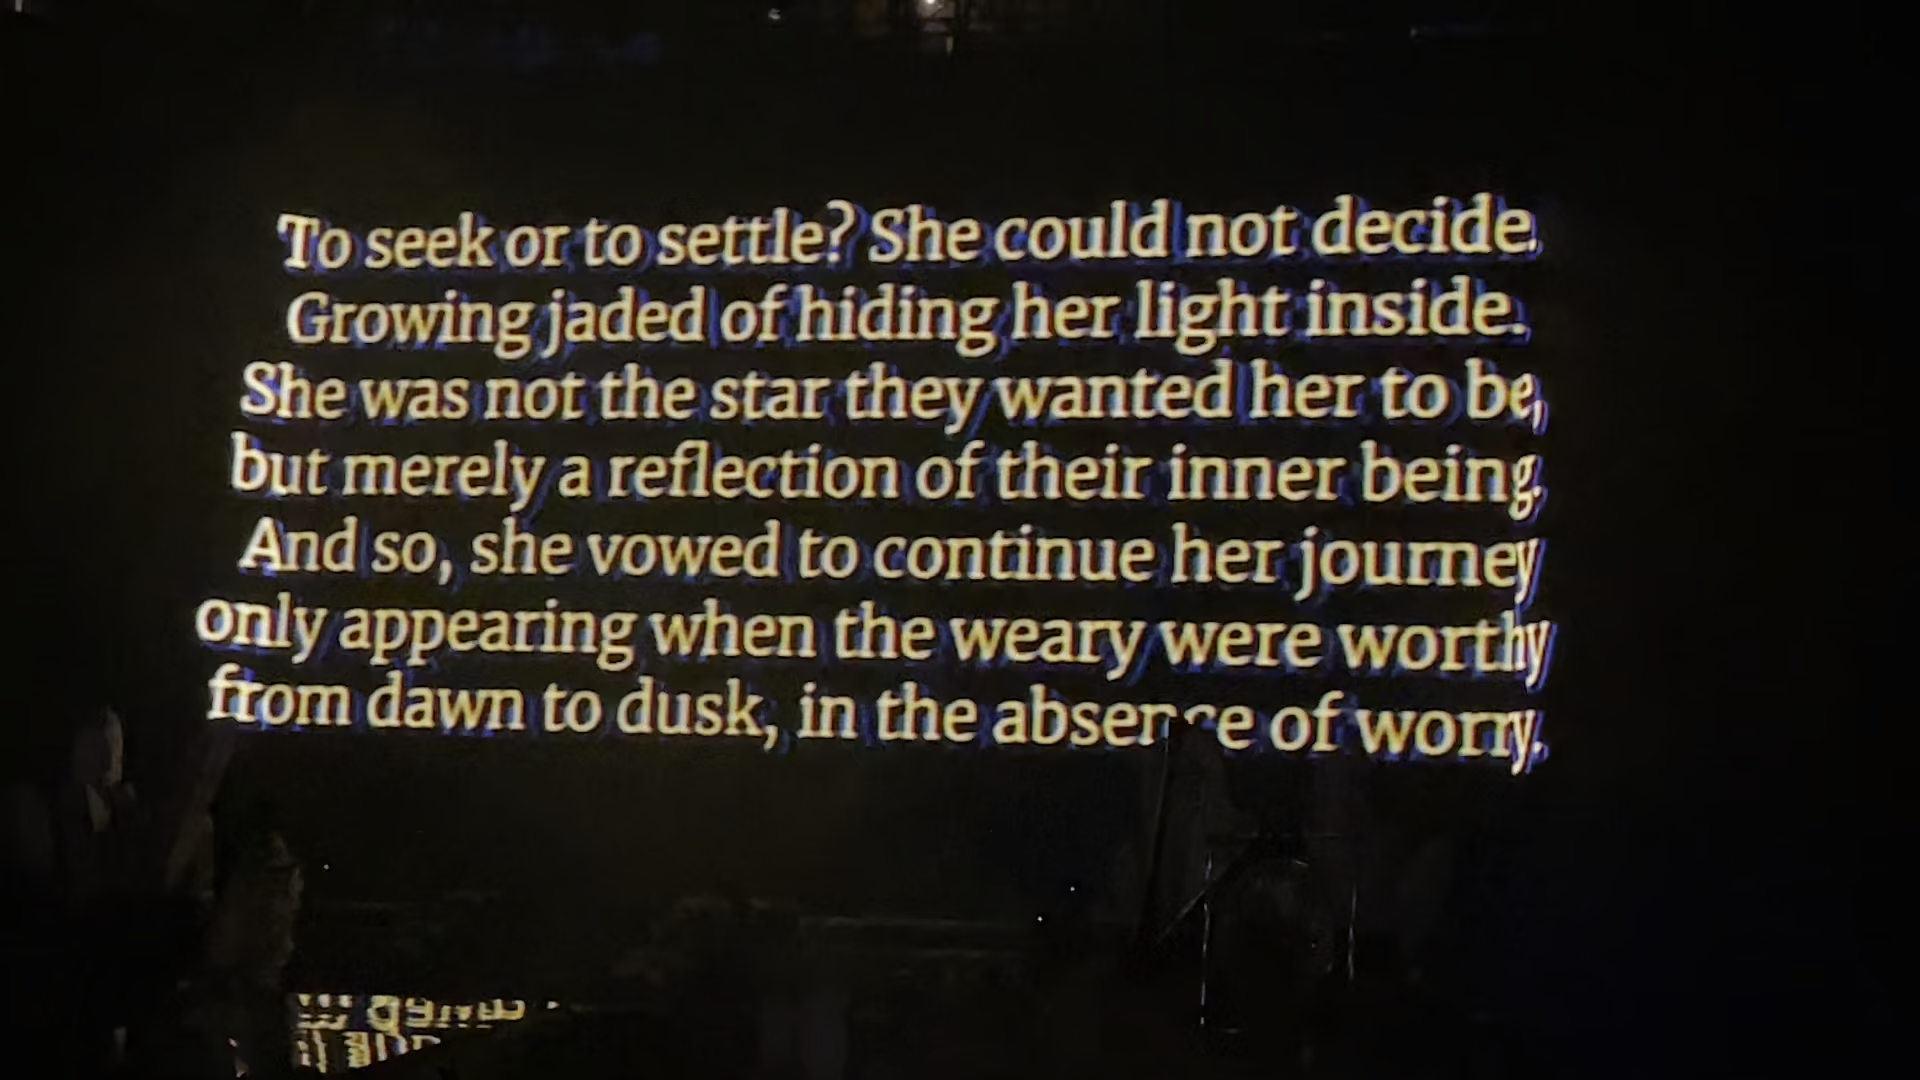 To seek or to settle? She could not decide.
Growing jaded of hiding her light inside.
She was not the star they wanted her to be,
but merely a reflection of their inner being.
And so, she vowed to continue her journey
only appearing when the weary were worthy
from dawn to dusk, in the absence of worry.